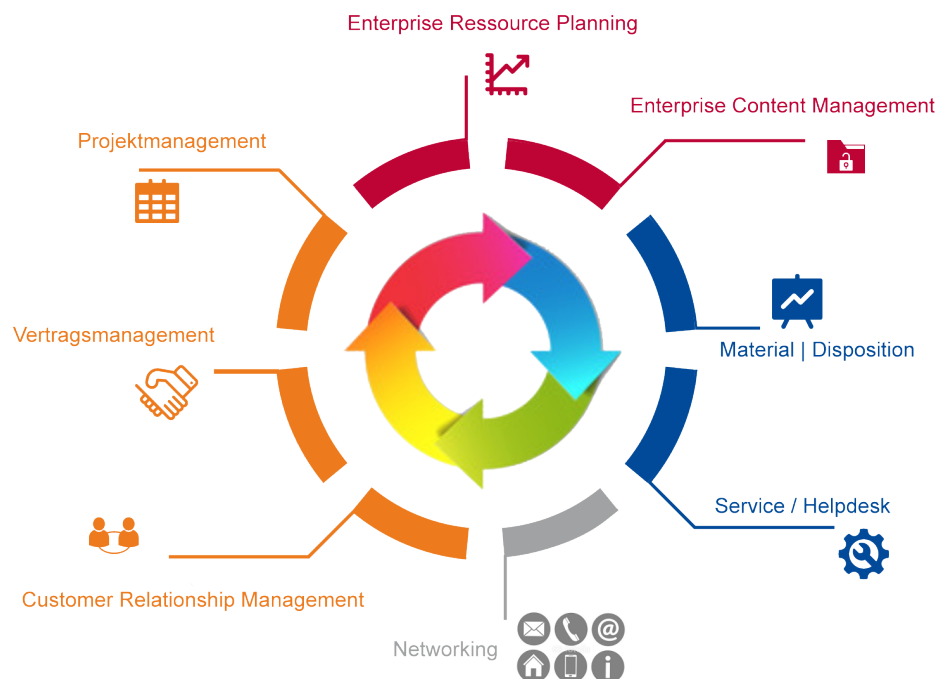 Enterprise Ressource Planning
Enterprise Content Management
Projektmanagement
Vertragsmanagement
Material | Disposition
Service / Helpdesk
Customer Relationship Management
Networking
@
i